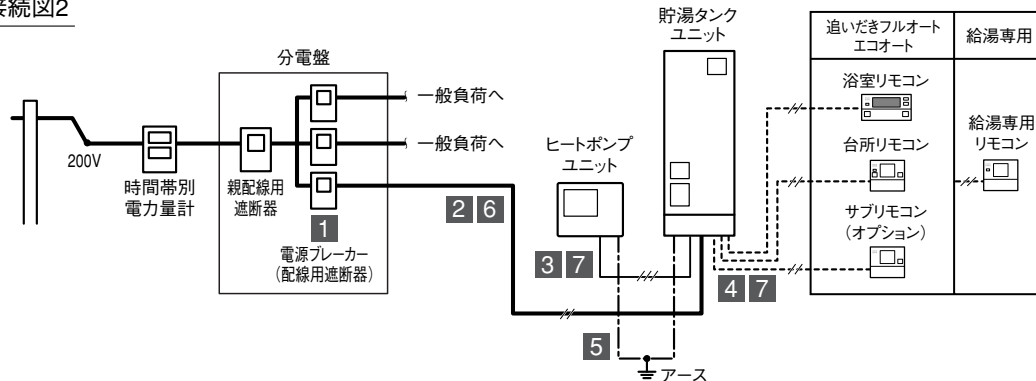 接続図2
分電盤
200V
時間帯別
電力量計
親配線用
遮断器
1
電源ブレーカー
(配線用遮断器)
一般負荷へ
一般負荷へ
2 6
ヒートポンプ
ユニット
3 7
5
アース
貯湯タンク
ユニット
4 7
追いだきフルオート
エコオート
給湯専用
浴室リモコン
台所リモコン
サブリモコン
(オプション)
給湯専用
リモコン